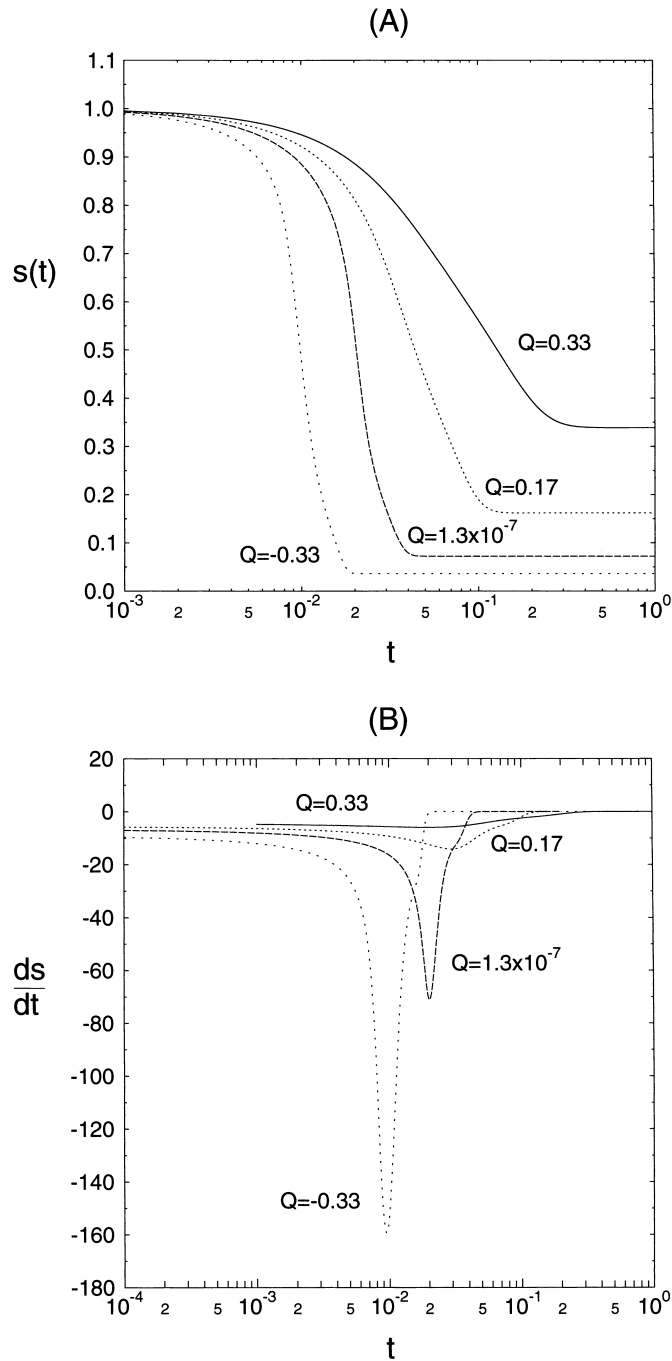 (A)
1.1
1.0
0.9
0.8
0.7
s(t)
0.6
0.5
Q=0.33
0.4
0.3
0.2
Q=0.17
0.1
Q=1.3x10⁻⁷
Q=-0.33
0.0
10⁻³ 2 5 10⁻² 2 5 10⁻¹ 2 5 10⁰
t
(B)
20
0
Q=0.33
Q=0.17
-20
-40
-60
Q=1.3x10⁻⁷
ds
dt
-80
-100
-120
-140
Q=-0.33
-160
-180
10⁻⁴ 2 5 10⁻³ 2 5 10⁻² 2 5 10⁻¹ 2 5 10⁰
t